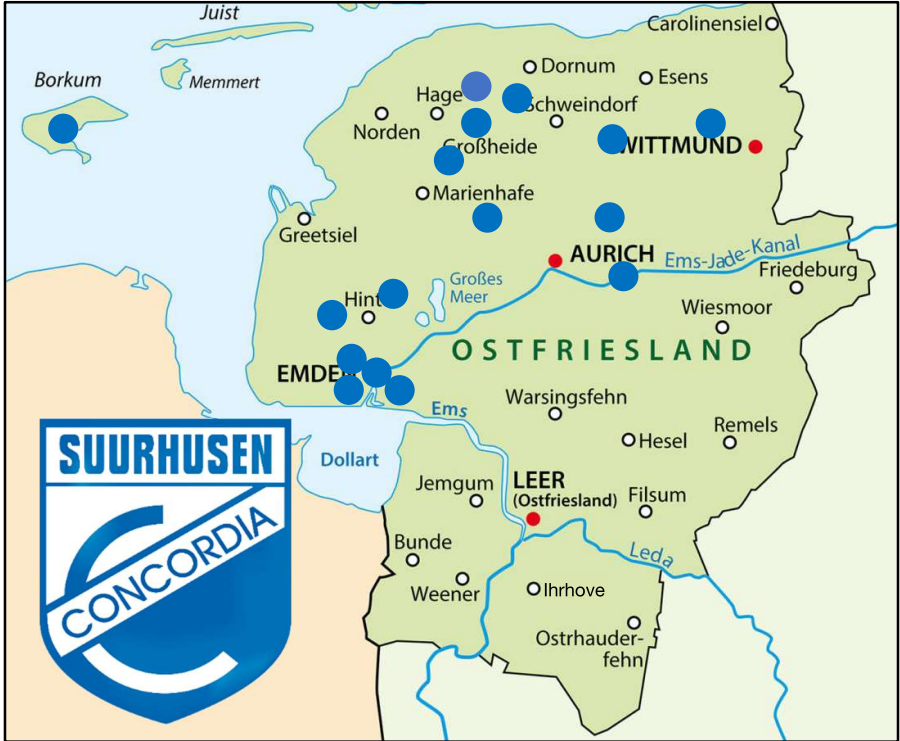 Juist
Carolinensiel
Borkum
Memmert
Dornum
Esens
Hage
Schweindorf
Norden
Großheide
WITTMUND
Marienhafe
Greetsiel
AURICH
Ems-Jade-Kanal
Friedeburg
Großes
Meer
Hint
Wiesmoor
OSTFRIESLAND
EMDEN
Warsingsfehn
Ems
Remels
Hesel
SUURHUSEN
CONCORDIA
Dollart
LEER
(Ostfriesland)
Jemgum
Filsum
Bunde
Leda
Weener
Ihrhove
Ostrhauder-
fehn